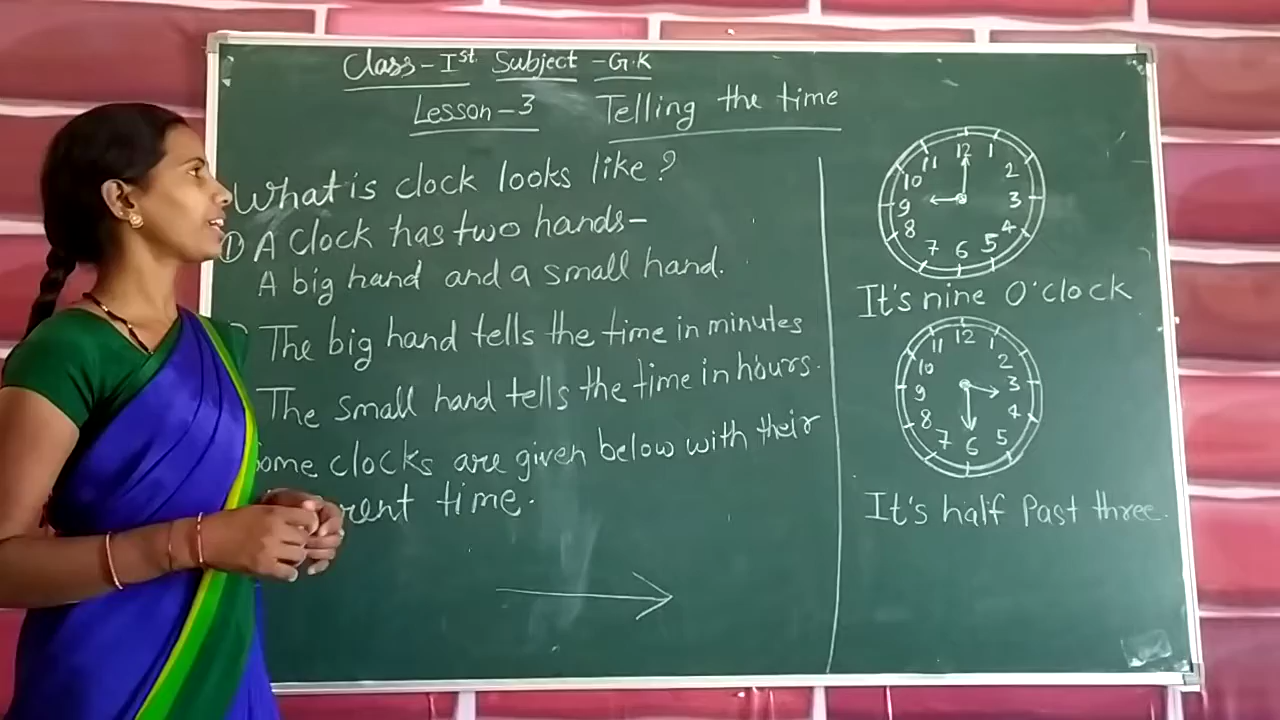 Class-Ist Subject -G.K
Lesson-3 Telling the time
What is clock looks like?
① A clock has two hands-
A big hand and a small hand.
The big hand tells the time in minutes
The small hand tells the time in hours.
ome clocks are given below with their
rent time.
12 1 2 3 4 5 6 7 8 9 10 11
It's nine O'clock
12 1 2 3 4 5 6 7 8 9 10 11
It's half Past three.